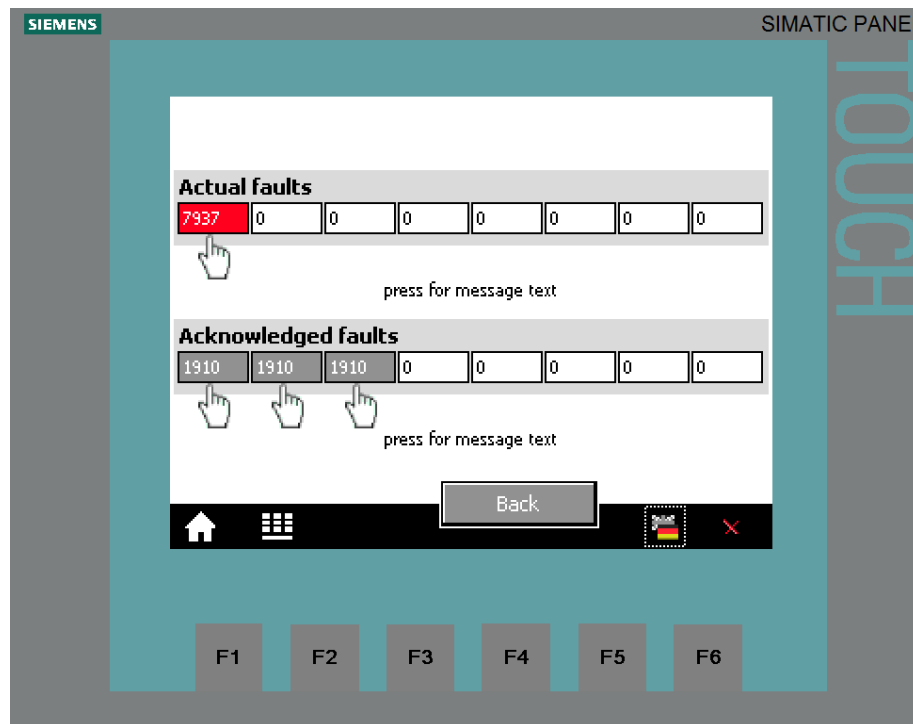 SIEMENS
SIMATIC PANE
TOUCH
Actual faults
7937 0 0 0 0 0 0 0
press for message text
Acknowledged faults
1910 1910 1910 0 0 0 0 0
press for message text
Back
F1 F2 F3 F4 F5 F6